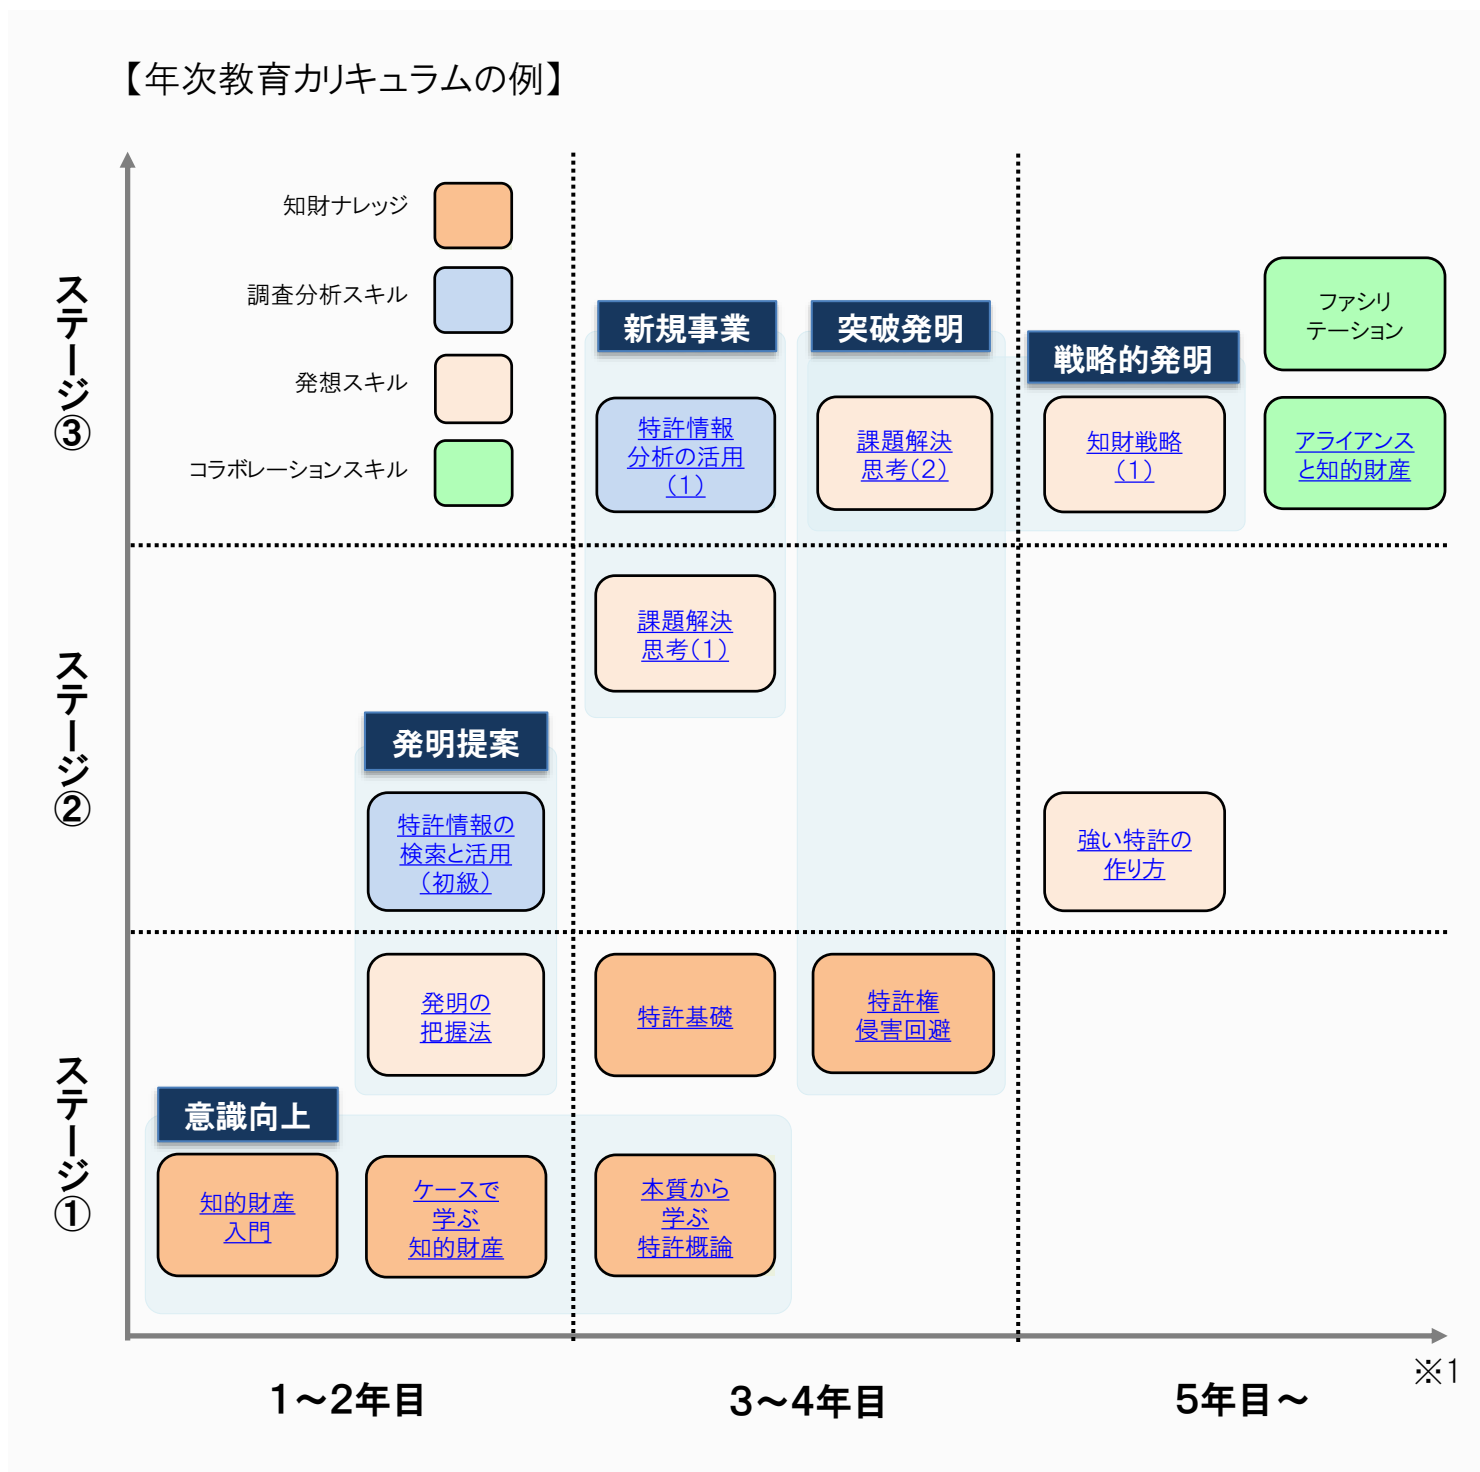 【年次教育カリキュラムの例】
知財ナレッジ
調査分析スキル
発想スキル
コラボレーションスキル
ステージ③
新規事業
特許情報
分析の活用
(1)
突破発明
課題解決
思考(2)
戦略的発明
知財戦略
(1)
ファシリ
テーション
アライアンス
と知的財産
ステージ②
課題解決
思考(1)
発明提案
特許情報の
検索と活用
(初級)
強い特許の
作り方
ステージ①
発明の
把握法
特許基礎
特許権
侵害回避
意識向上
知的財産
入門
ケースで
学ぶ
知的財産
本質から
学ぶ
特許概論
※1
1～2年目
3～4年目
5年目～